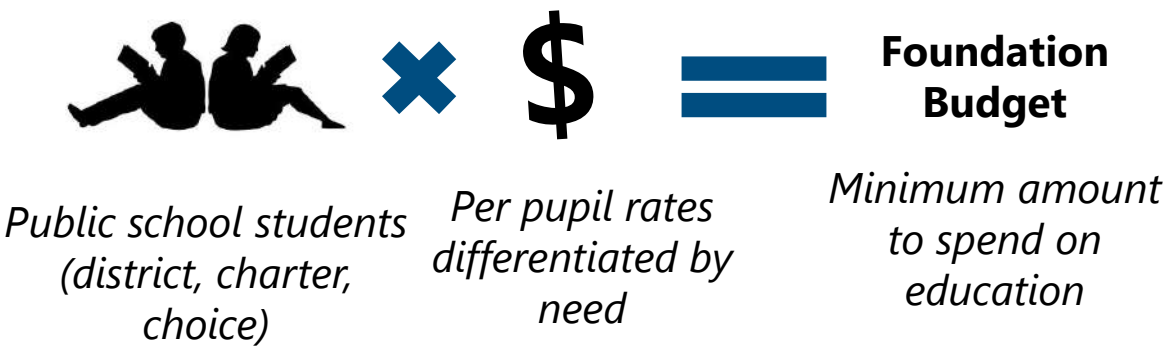 $
Foundation
Budget
Public school students
(district, charter,
choice)
Per pupil rates
differentiated by
need
Minimum amount
to spend on
education